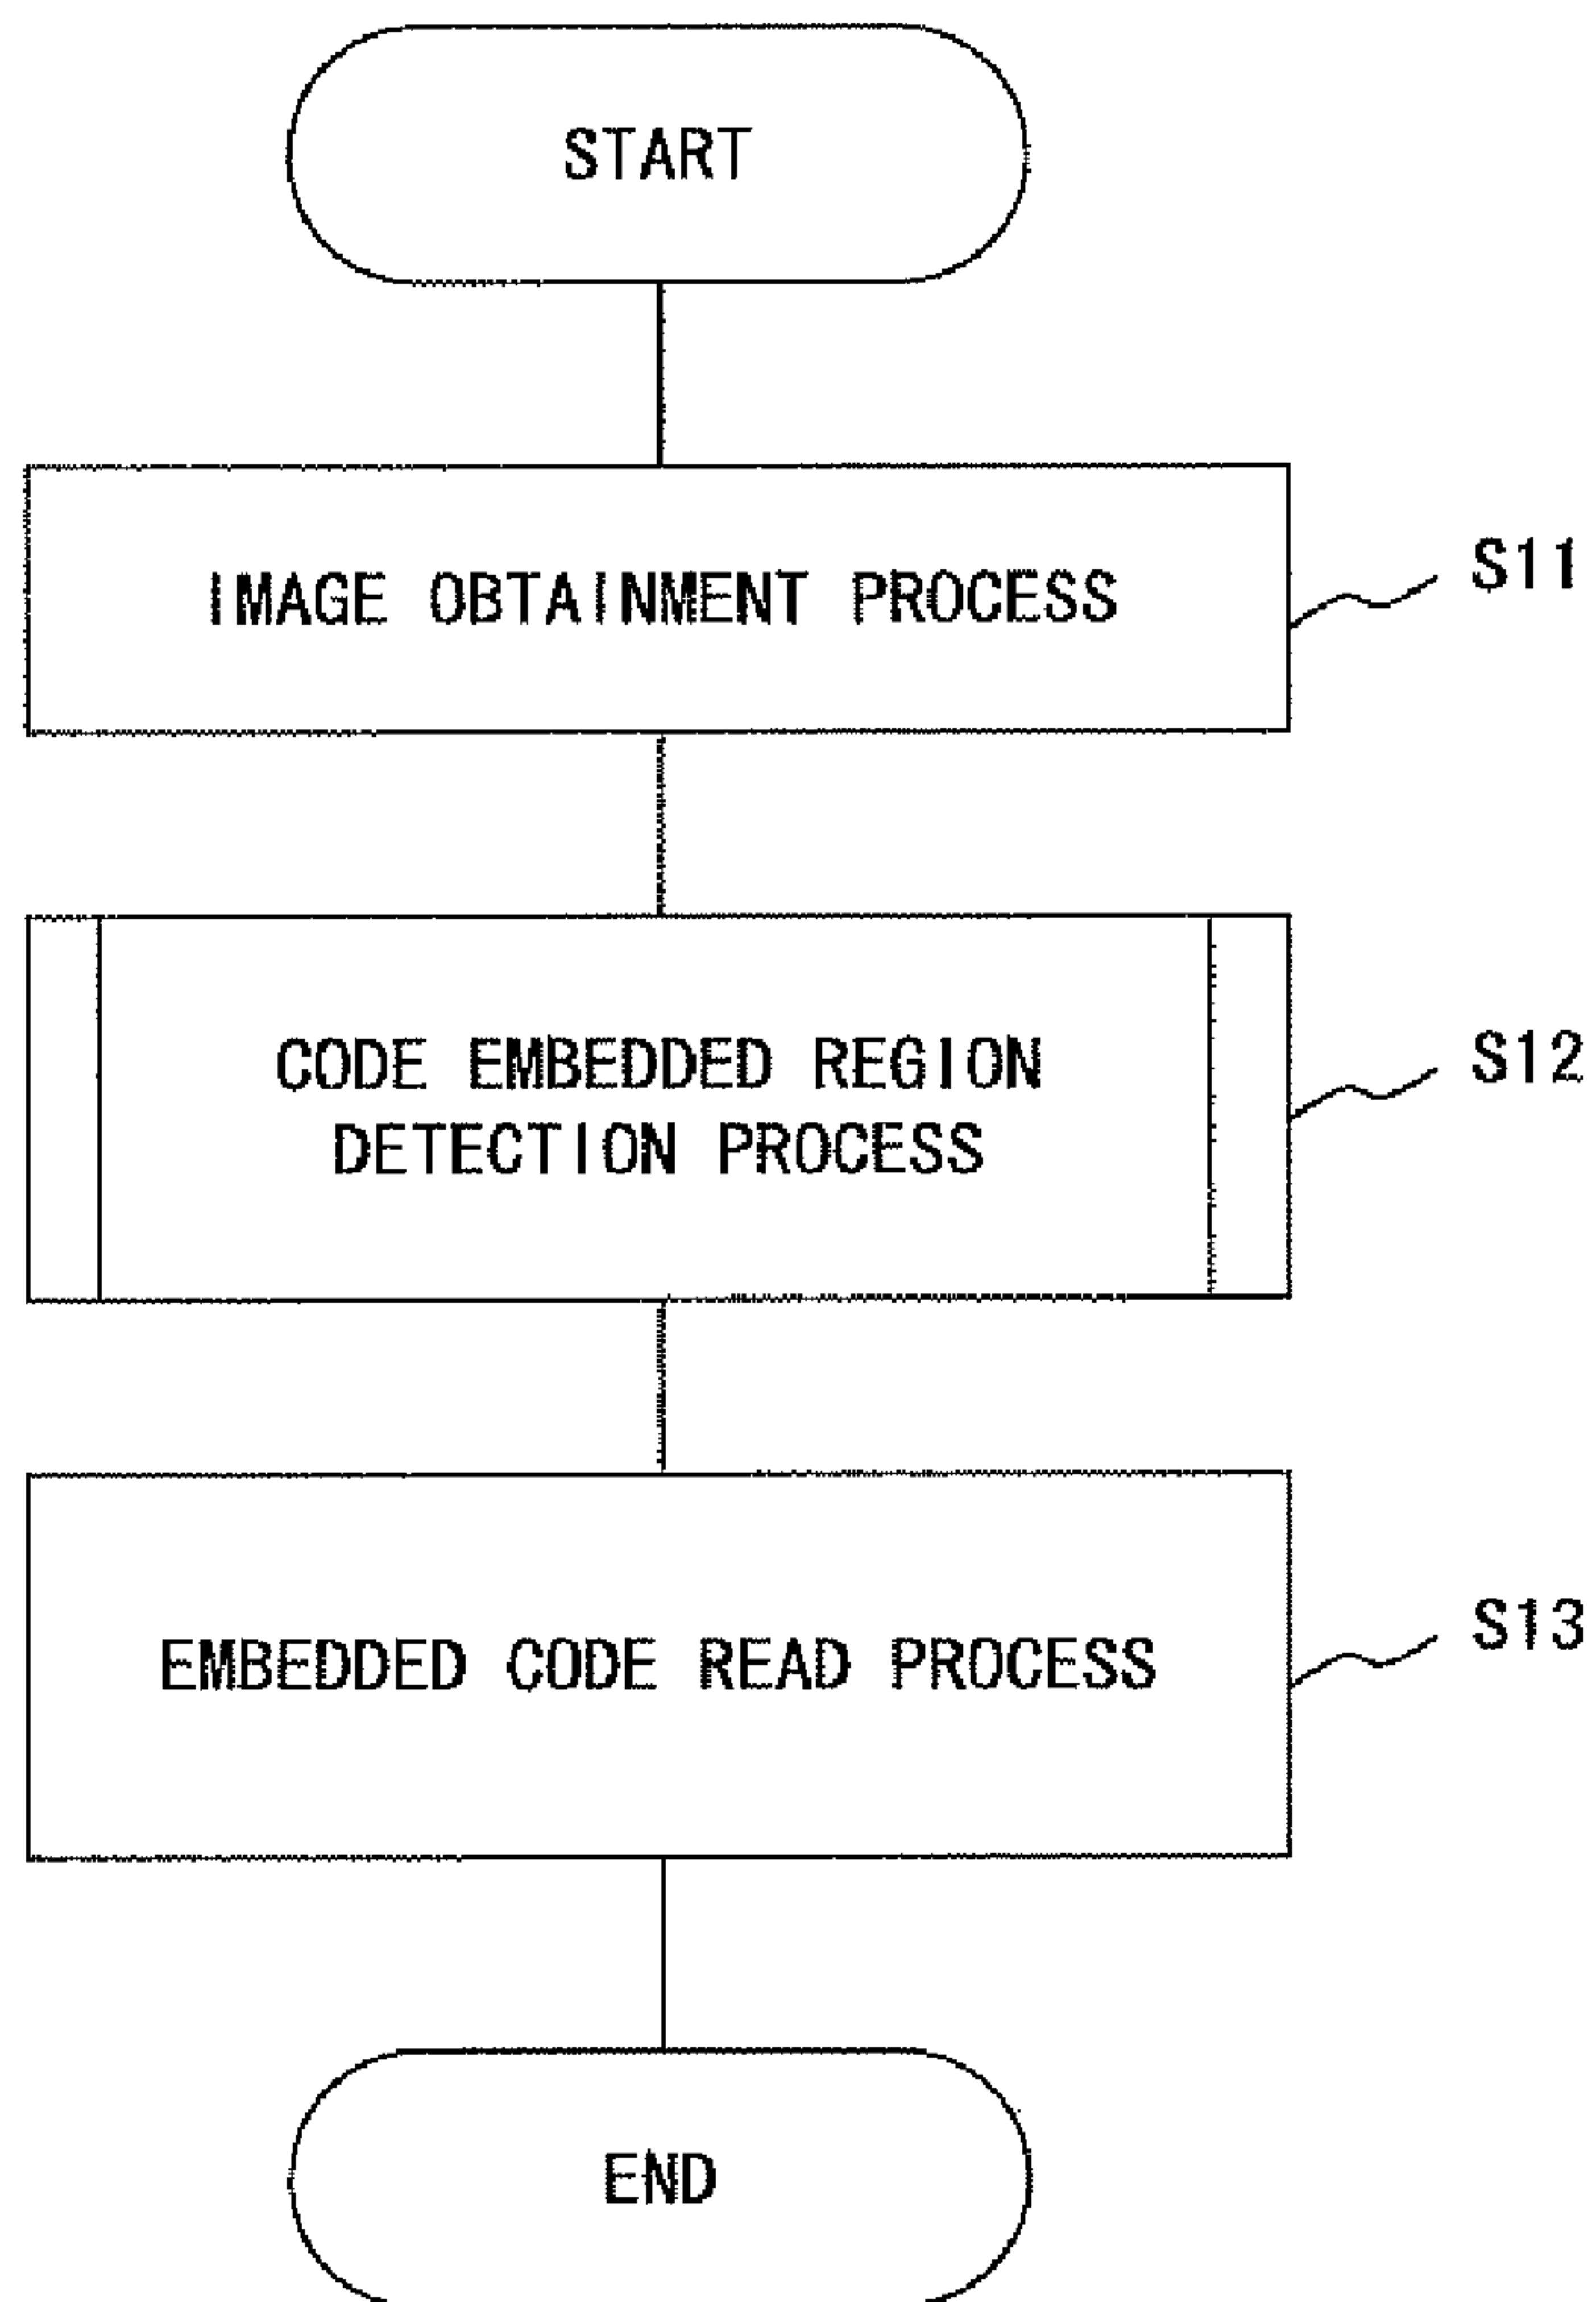 START
IMAGE OBTAINMENT PROCESS
S11
CODE EMBEDDED REGION
DETECTION PROCESS
S12
EMBEDDED CODE READ PROCESS
S13
END